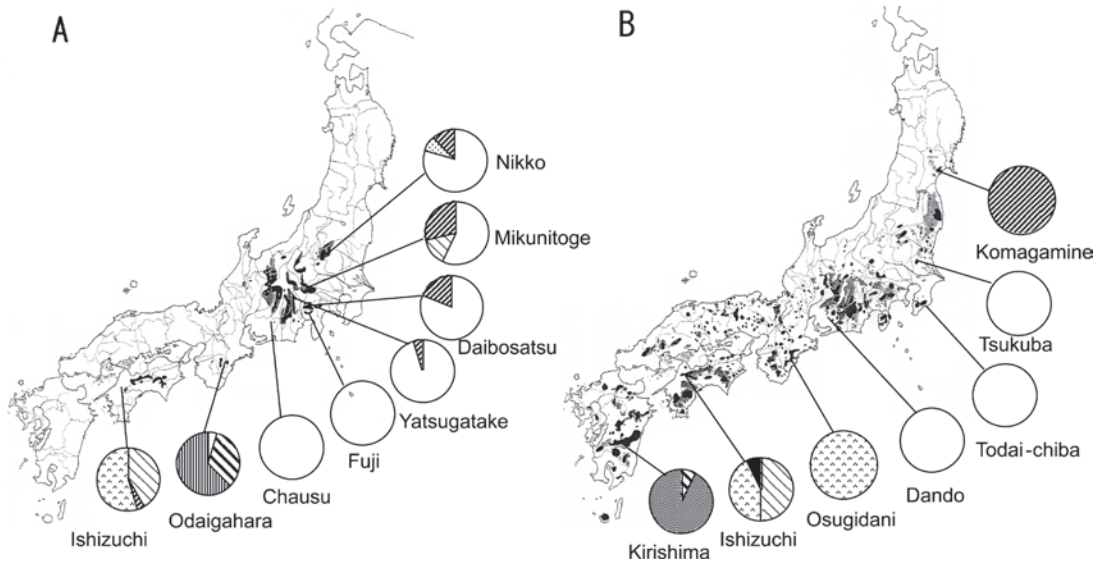 A
Nikko
Mikunitoge
Daibosatsu
Yatsugatake
Fuji
Chausu
Odaigahara
Ishizuchi
B
Komagamine
Tsukuba
Todai-chiba
Dando
Osugidani
Ishizuchi
Kirishima